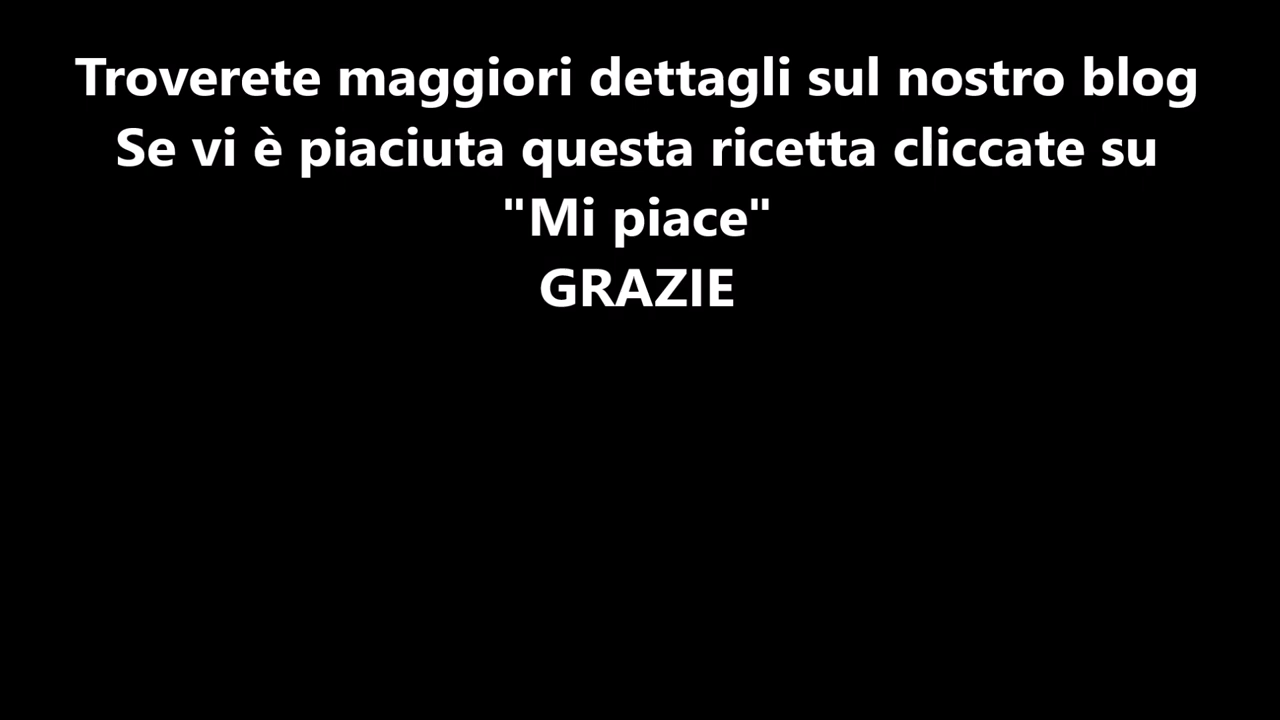 Troverete maggiori dettagli sul nostro blog
Se vi è piaciuta questa ricetta cliccate su
"Mi piace"
GRAZIE